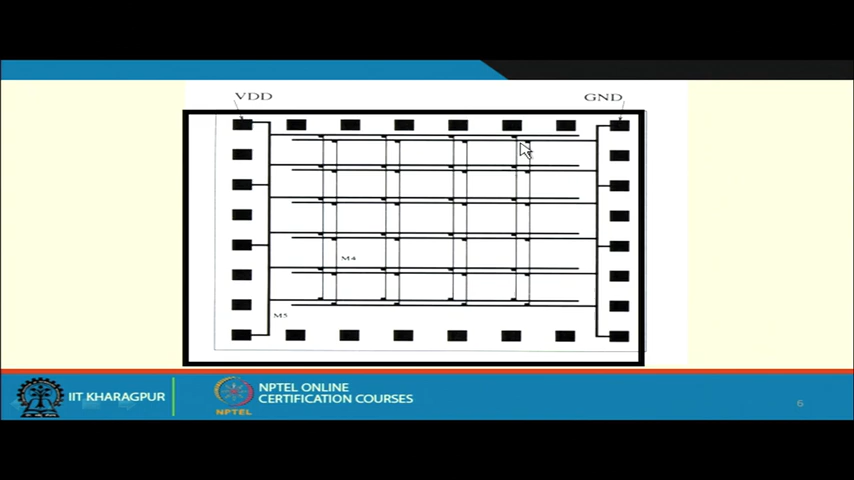 VDD
GND
M4
M5
IIT KHARAGPUR
NPTEL
NPTEL ONLINE
CERTIFICATION COURSES
6